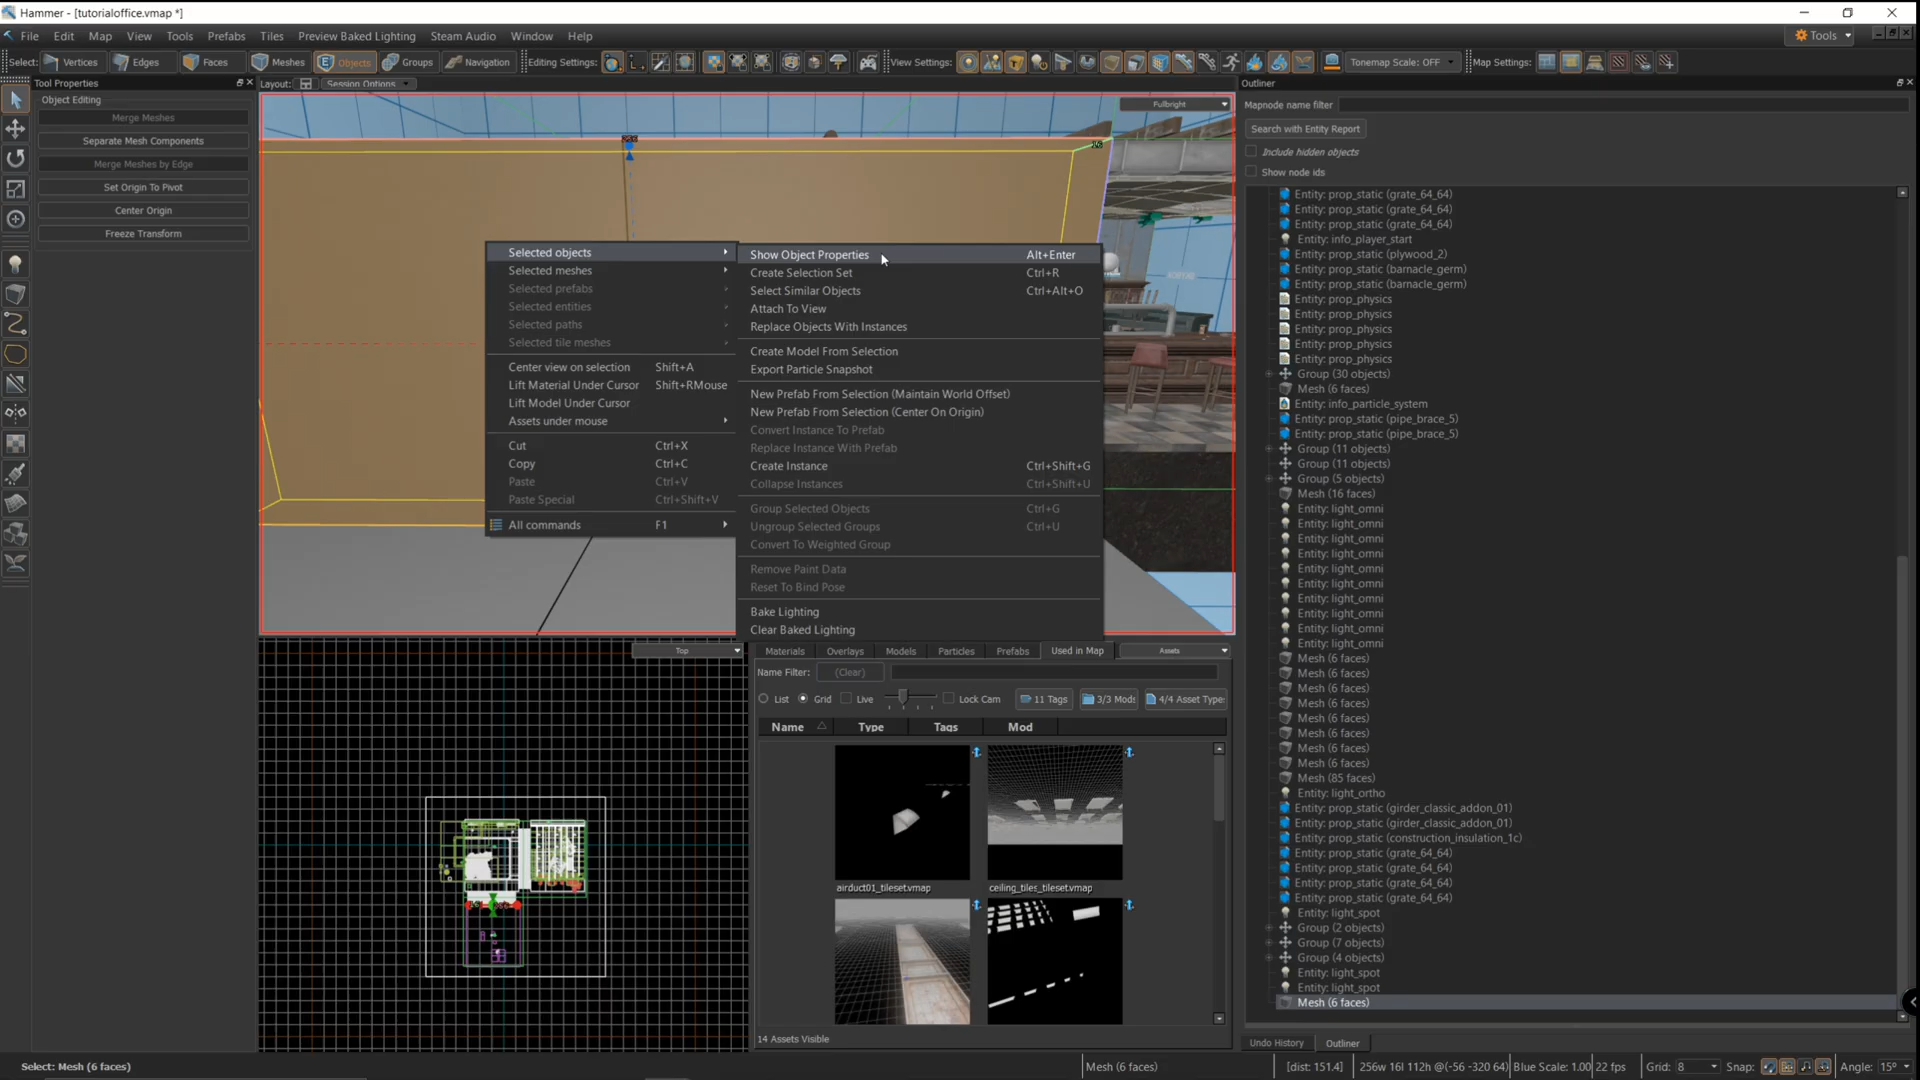 Hammer - [tutorialoffice.vmap *]
File Edit Map View Tools Prefabs Tiles Preview Baked Lighting Steam Audio Window Help
Tools
Select: Vertices Edges Faces Meshes Objects Groups Navigation Editing Settings: View Settings: Tonemap Scale: OFF Map Settings:
Tool Properties
Object Editing
Merge Meshes
Separate Mesh Components
Merge Meshes by Edge
Set Origin To Pivot
Center Origin
Freeze Transform
Layout: Session Options
Fullbright
16
Selected objects
Selected meshes
Selected prefabs
Selected entities
Selected paths
Selected tile meshes
Center view on selection Shift+A
Lift Material Under Cursor Shift+RMouse
Lift Model Under Cursor
Assets under mouse
Cut Ctrl+X
Copy Ctrl+C
Paste Ctrl+V
Paste Special Ctrl+Shift+V
All commands F1
Show Object Properties Alt+Enter
Create Selection Set Ctrl+R
Select Similar Objects Ctrl+Alt+O
Attach To View
Replace Objects With Instances
Create Model From Selection
Export Particle Snapshot
New Prefab From Selection (Maintain World Offset)
New Prefab From Selection (Center On Origin)
Convert Instance To Prefab
Replace Instance With Prefab
Create Instance Ctrl+Shift+G
Collapse Instances Ctrl+Shift+U
Group Selected Objects Ctrl+G
Ungroup Selected Groups Ctrl+U
Convert To Weighted Group
Remove Paint Data
Reset To Bind Pose
Bake Lighting
Clear Baked Lighting
Top
Materials Overlays Models Particles Prefabs Used in Map Assets
Name Filter: (Clear)
List Grid Live Lock Cam 11 Tags 3/3 Mods 4/4 Asset Types
Name Type Tags Mod
airduct01_tileset.vmap ceiling_tiles_tileset.vmap
14 Assets Visible
Outliner
Mapnode name filter
Search with Entity Report
Include hidden objects
Show node ids
Entity: prop_static (grate_64_64)
Entity: prop_static (grate_64_64)
Entity: prop_static (grate_64_64)
Entity: info_player_start
Entity: prop_static (plywood_2)
Entity: prop_static (barnacle_germ)
Entity: prop_static (barnacle_germ)
Entity: prop_physics
Entity: prop_physics
Entity: prop_physics
Entity: prop_physics
Entity: prop_physics
Group (30 objects)
Mesh (6 faces)
Entity: info_particle_system
Entity: prop_static (pipe_brace_5)
Entity: prop_static (pipe_brace_5)
Group (11 objects)
Group (11 objects)
Group (5 objects)
Mesh (16 faces)
Entity: light_omni
Entity: light_omni
Entity: light_omni
Entity: light_omni
Entity: light_omni
Entity: light_omni
Entity: light_omni
Entity: light_omni
Entity: light_omni
Entity: light_omni
Mesh (6 faces)
Mesh (6 faces)
Mesh (6 faces)
Mesh (6 faces)
Mesh (6 faces)
Mesh (6 faces)
Mesh (6 faces)
Mesh (6 faces)
Mesh (85 faces)
Entity: light_ortho
Entity: prop_static (girder_classic_addon_01)
Entity: prop_static (girder_classic_addon_01)
Entity: prop_static (construction_insulation_1c)
Entity: prop_static (grate_64_64)
Entity: prop_static (grate_64_64)
Entity: prop_static (grate_64_64)
Entity: prop_static (grate_64_64)
Entity: light_spot
Group (2 objects)
Group (7 objects)
Group (4 objects)
Entity: light_spot
Entity: light_spot
Mesh (6 faces)
Undo History Outliner
Select: Mesh (6 faces) Mesh (6 faces) [dist: 151.4] 256w 16l 112h @(-56 -320 64) Blue Scale: 1.00 22 fps Grid: 8 Snap: Angle: 15°